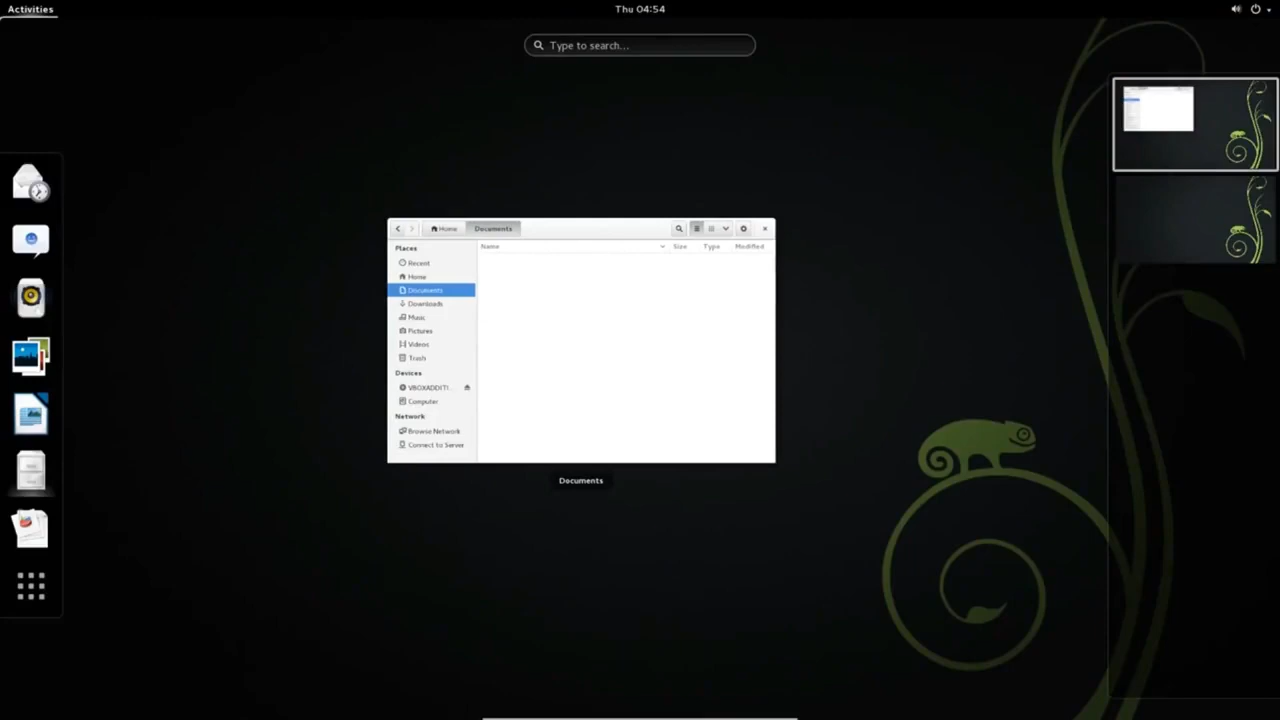 Activities
Thu 04:54
Type to search...
Home
Documents
Places
Recent
Home
Documents
Downloads
Music
Pictures
Videos
Trash
Devices
VBOXADDITI...
Computer
Network
Browse Network
Connect to Server
Name
Size
Type
Modified
Documents